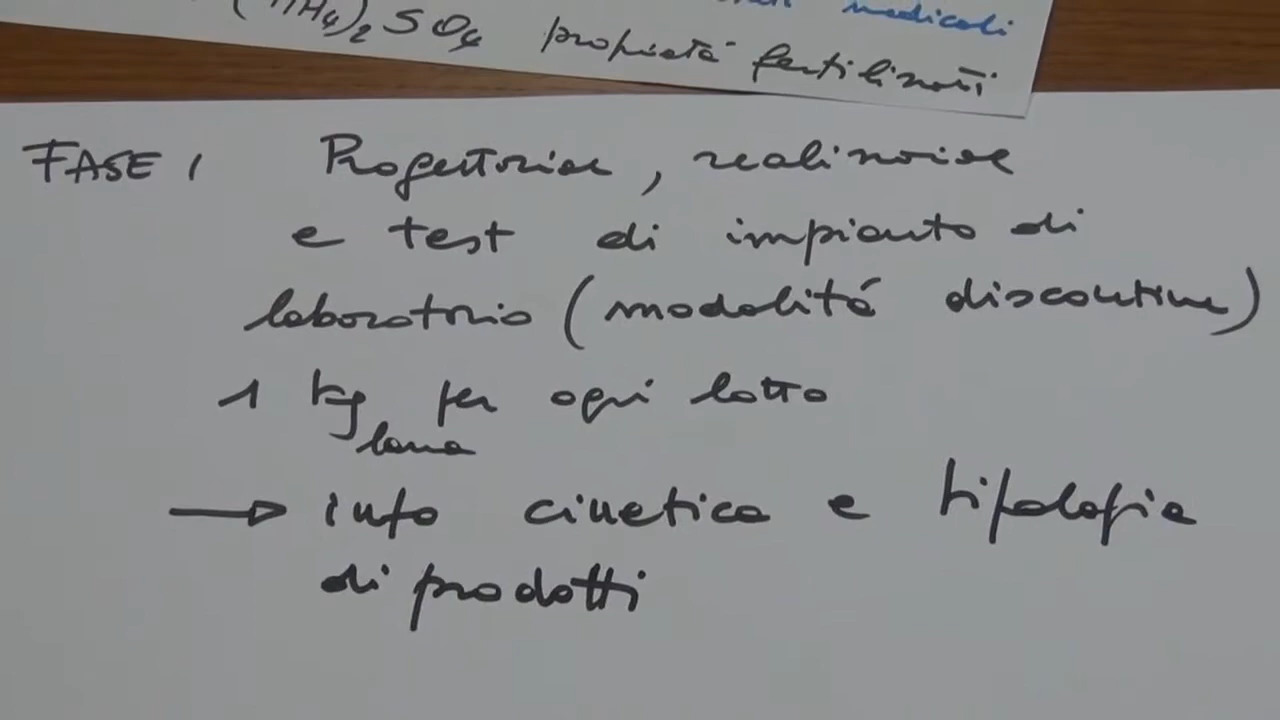 medicali
(NH4)2SO4 proprietà fertilizzanti
FASE 1 Progettazione, realizzazione
e test di impianto di
laboratorio (modalità discontinua)
1 kg lana per ogni lotto
→ info cinetica e tipologia
di prodotti